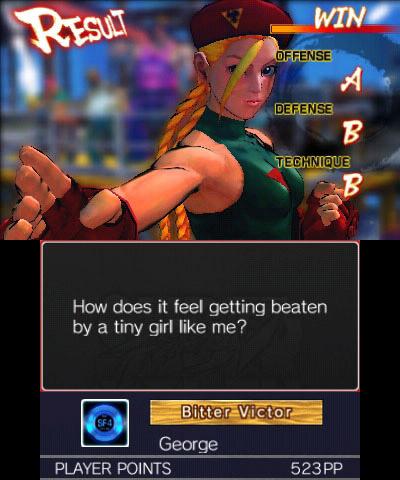 RESULT
WIN
OFFENSE
A
DEFENSE
B
TECHNIQUE
B
How does it feel getting beaten
by a tiny girl like me?
SF4
Bitter Victor
George
PLAYER POINTS 523PP